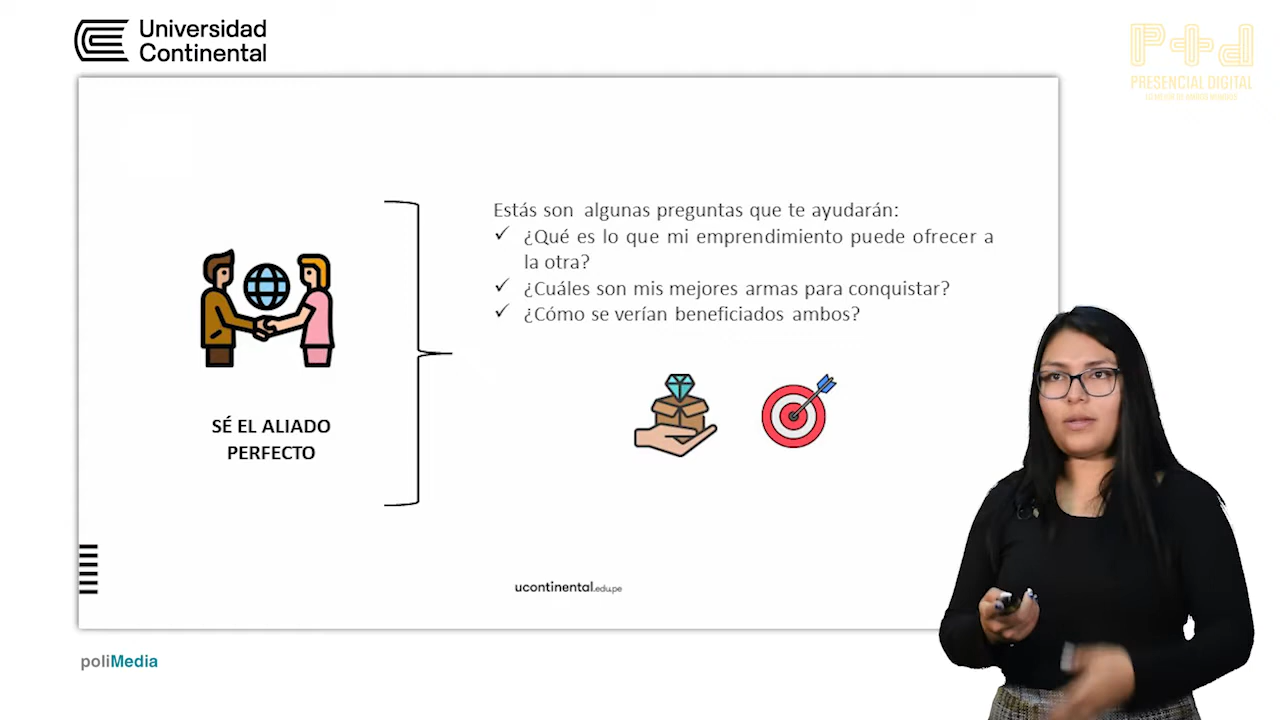 Universidad
Continental
P+d
PRESENCIAL DIGITAL
Estás son algunas preguntas que te ayudarán:
✓ ¿Qué es lo que mi emprendimiento puede ofrecer a
la otra?
✓ ¿Cuáles son mis mejores armas para conquistar?
✓ ¿Cómo se verían beneficiados ambos?
SÉ EL ALIADO
PERFECTO
ucontinental.edu.pe
poliMedia